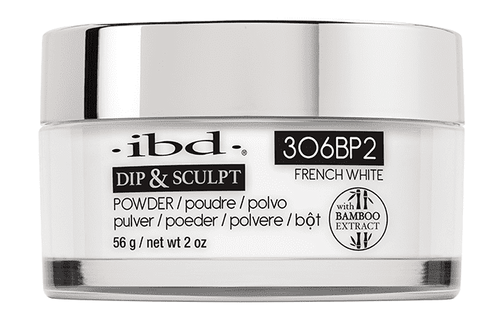 ·ibd.®
DIP & SCULPT
POWDER / poudre / polvo
pulver / poeder / polvere / bột
56 g / net wt 2 oz
306BP2
FRENCH WHITE
with
BAMBOO
EXTRACT